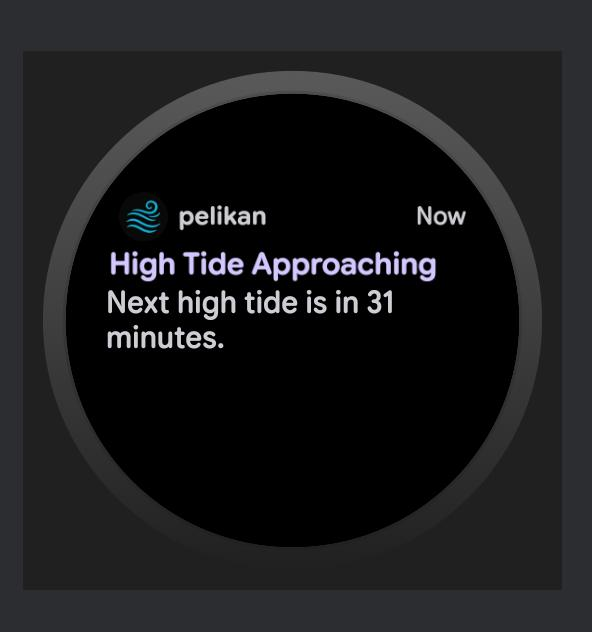 pelikan Now
High Tide Approaching
Next high tide is in 31
minutes.